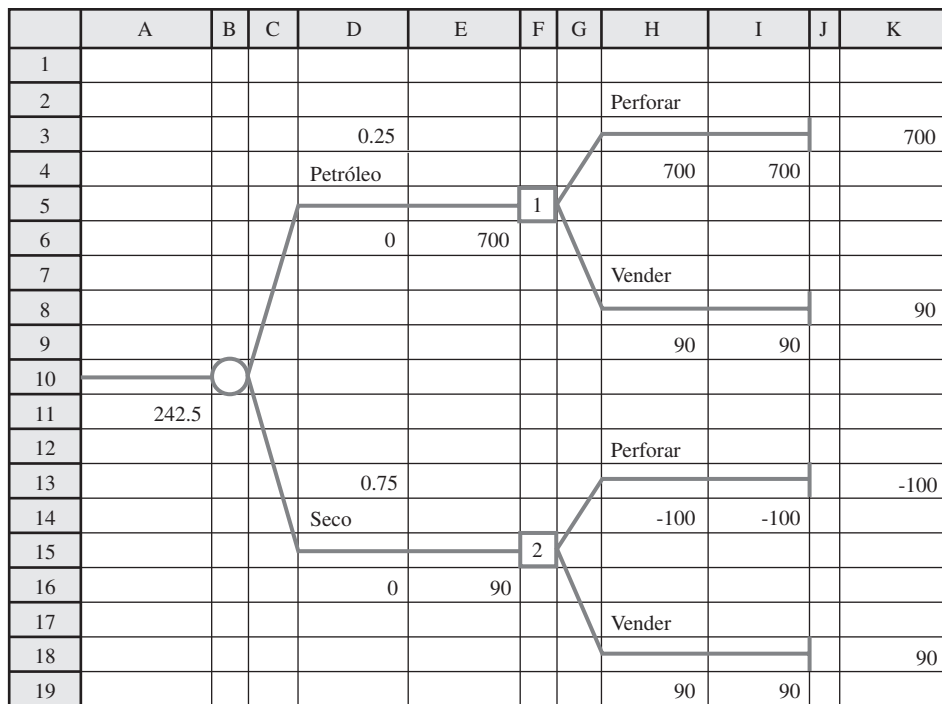 A B C D E F G H I J K
1
2 Perforar
3 0.25 700
4 Petróleo 700 700
5 1
6 0 700
7 Vender
8 90
9 90 90
10
11 242.5
12 Perforar
13 0.75 -100
14 Seco -100 -100
15 2
16 0 90
17 Vender
18 90
19 90 90